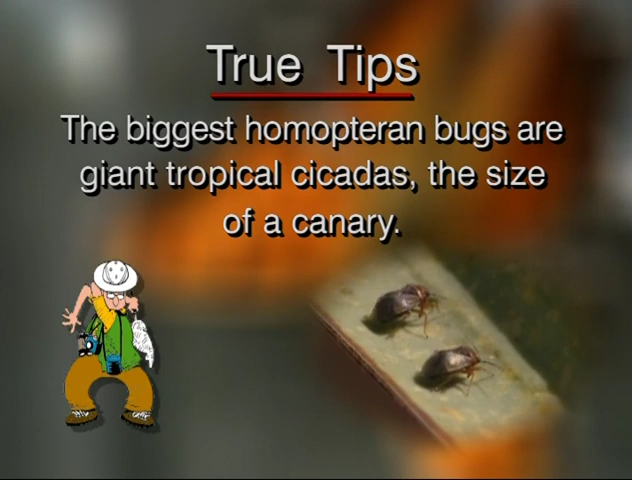 True Tips
The biggest homopteran bugs are
giant tropical cicadas, the size
of a canary.